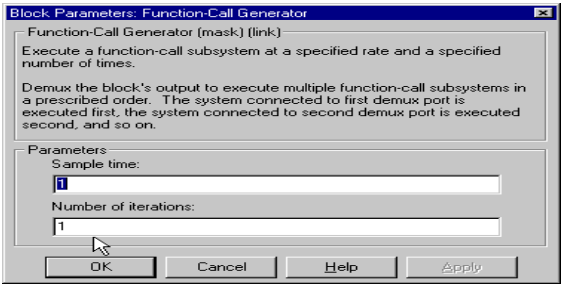 Block Parameters: Function-Call Generator
Function-Call Generator (mask) (link)
Execute a function-call subsystem at a specified rate and a specified
number of times.
Demux the block's output to execute multiple function-call subsystems in
a prescribed order. The system connected to first demux port is
executed first, the system connected to second demux port is executed
second, and so on.
Parameters
Sample time:
1
Number of iterations:
1
OK Cancel Help Apply